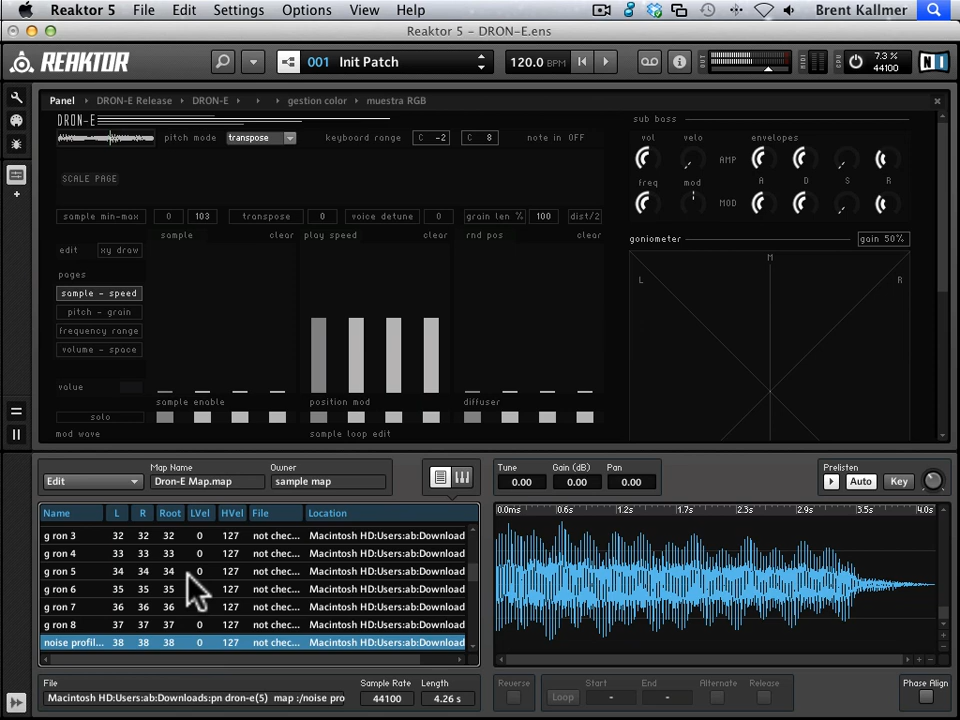 Reaktor 5 File Edit Settings Options View Help Brent Kallmer
Reaktor 5 - DRON-E.ens
REAKTOR 001 Init Patch 120.0 BPM OUT 7.3 % 44100
Panel DRON-E Release DRON-E gestion color muestra RGB
DRON-E
pitch mode transpose keyboard range C -2 C 8 note in OFF
SCALE PAGE
sample min-max 0 103 transpose 0 voice detune 0 grain len % 100 dist/2
sample clear play speed clear rnd pos clear
edit xy draw
pages
sample - speed
pitch - grain
frequency range
volume - space
value
sample enable position mod diffuser
solo
mod wave sample loop edit
sub bass
vol velo envelopes
AMP
freq mod A D S R
MOD
goniometer gain 50%
M
L R
Edit Map Name Dron-E Map.map Owner sample map
Tune Gain (dB) Pan
0.00 0.00 0.00
Prelisten
Auto Key
Name L R Root LVel HVel File Location
g ron 3 32 32 32 0 127 not chec... Macintosh HD:Users:ab:Download
g ron 4 33 33 33 0 127 not chec... Macintosh HD:Users:ab:Download
g ron 5 34 34 34 0 127 not chec... Macintosh HD:Users:ab:Download
g ron 6 35 35 35 0 127 not chec... Macintosh HD:Users:ab:Download
g ron 7 36 36 36 0 127 not chec... Macintosh HD:Users:ab:Download
g ron 8 37 37 37 0 127 not chec... Macintosh HD:Users:ab:Download
noise profil... 38 38 38 0 127 not chec... Macintosh HD:Users:ab:Download
0.0ms 0.6s 1.2s 1.8s 2.4s 2.9s 3.5s 4.0s
File Sample Rate Length
Macintosh HD:Users:ab:Downloads:pn dron-e(5) map :/noise pro 44100 4.26 s
Reverse Loop Start End Alternate Release Phase Align
- -